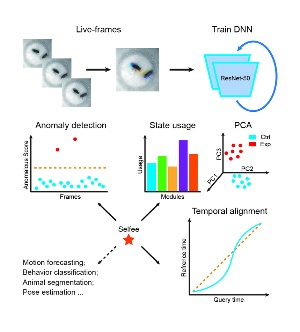 Live-frames
Train DNN
ResNet-50
Anomaly detection
State usage
PCA
Ctrl
Exp
Anomalous Score
Frames
Usage
Modules
PC3
PC2
PC1
Temporal alignment
Selfee
Motion forecasting;
Behavior classification;
Animal segmentation;
Pose estimation ...
Refrence time
Query time